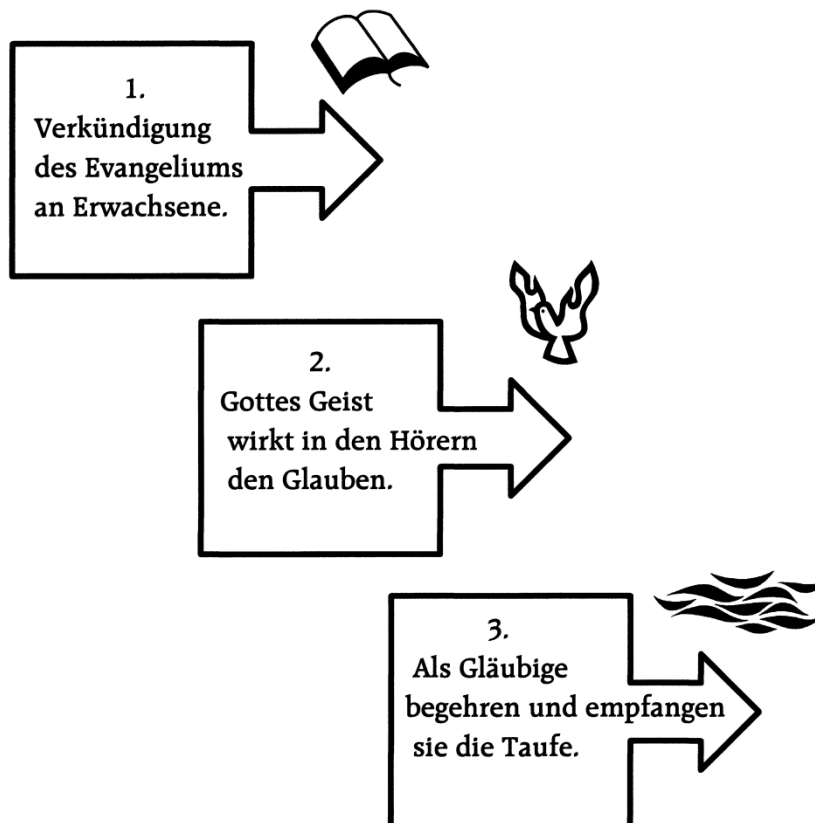 1.
Verkündigung
des Evangeliums
an Erwachsene.
2.
Gottes Geist
wirkt in den Hörern
den Glauben.
3.
Als Gläubige
begehren und empfangen
sie die Taufe.